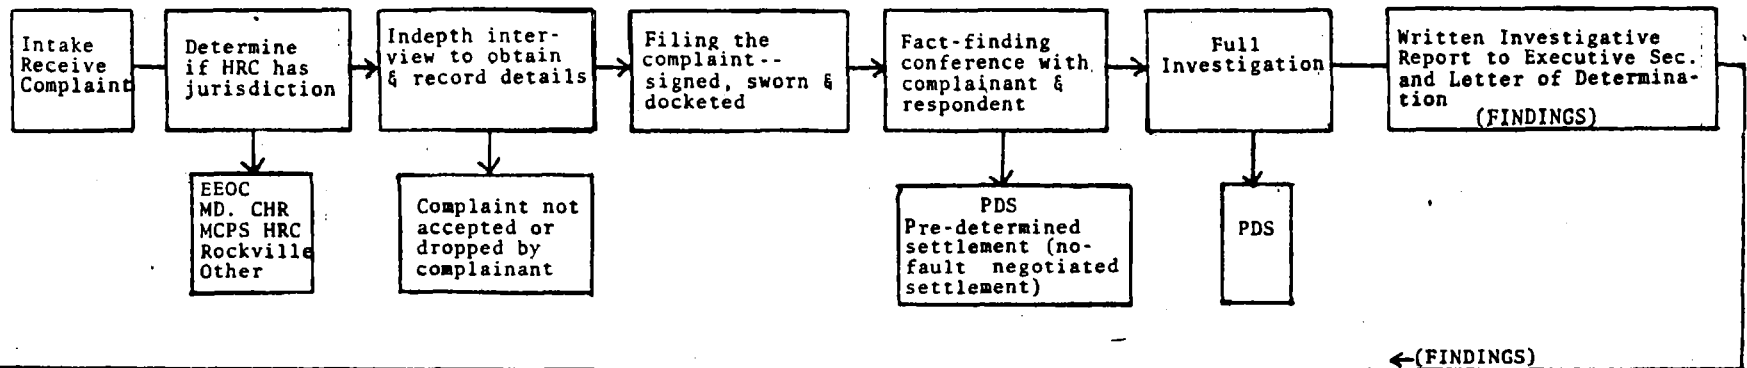 Intake
Receive
Complaint
Determine
if HRC has
jurisdiction
Indepth inter-
view to obtain
& record details
Filing the
complaint--
signed, sworn &
docketed
Fact-finding
conference with
complainant &
respondent
Full
Investigation
Written Investigative
Report to Executive Sec.
and Letter of Determina-
tion
(FINDINGS)
EEOC
MD. CHR
MCPS HRC
Rockville
Other
Complaint not
accepted or
dropped by
complainant
PDS
Pre-determined
settlement (no-
fault negotiated
settlement)
PDS
(FINDINGS)